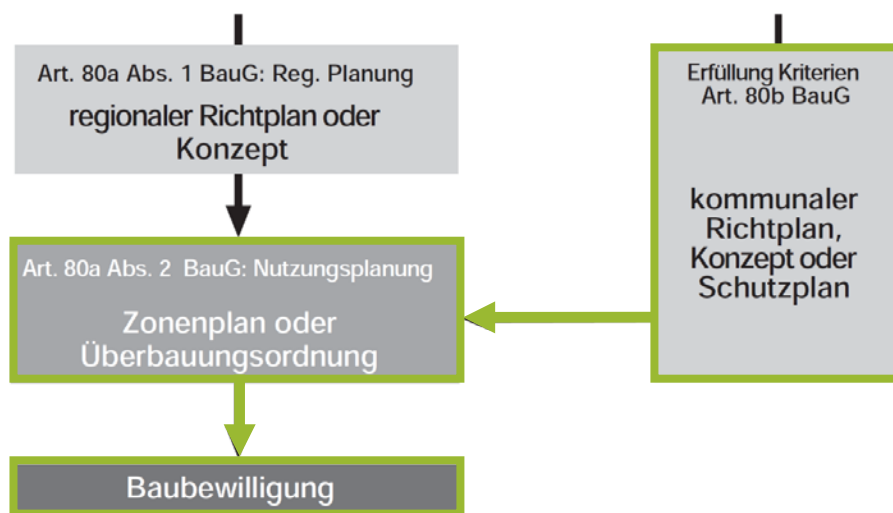 Art. 80a Abs. 1 BauG: Reg. Planung
regionaler Richtplan oder
Konzept
Art. 80a Abs. 2 BauG: Nutzungsplanung
Zonenplan oder
Überbauungsordnung
Baubewilligung
Erfüllung Kriterien
Art. 80b BauG
kommunaler
Richtplan,
Konzept oder
Schutzplan